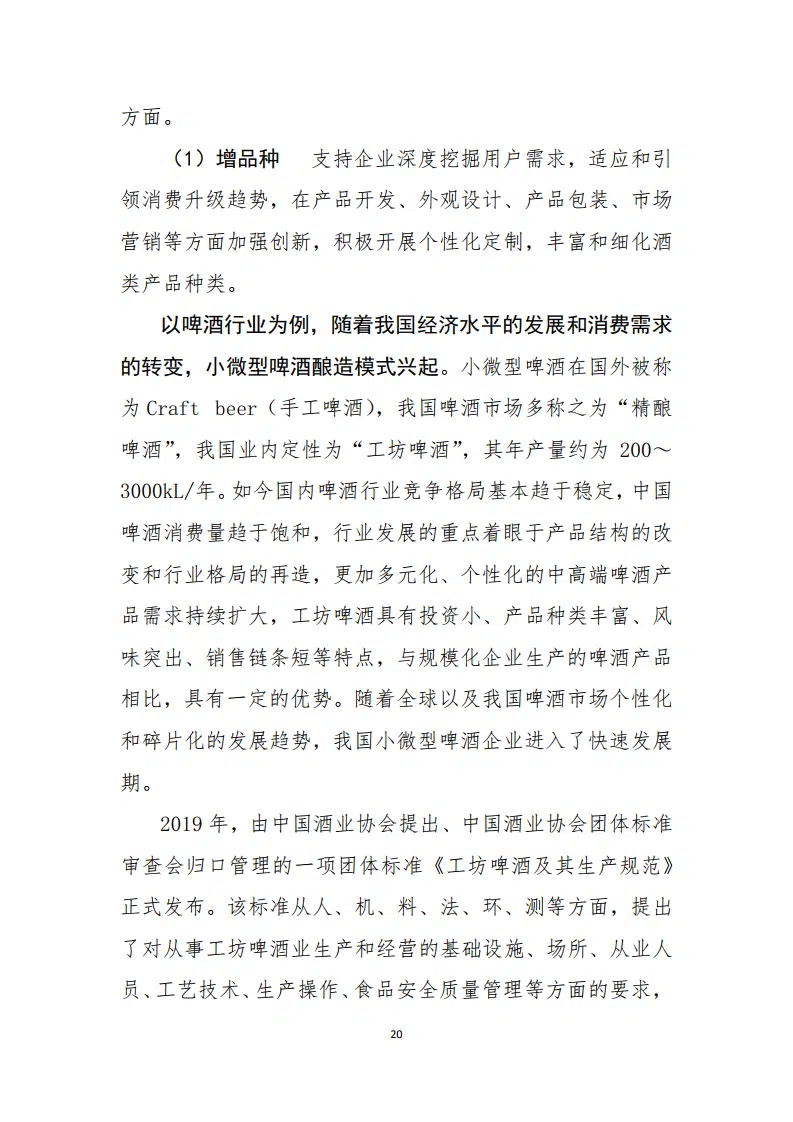 方面。
（1）增品种　支持企业深度挖掘用户需求，适应和引
领消费升级趋势，在产品开发、外观设计、产品包装、市场
营销等方面加强创新，积极开展个性化定制，丰富和细化酒
类产品种类。
以啤酒行业为例，随着我国经济水平的发展和消费需求
的转变，小微型啤酒酿造模式兴起。小微型啤酒在国外被称
为 Craft beer（手工啤酒），我国啤酒市场多称之为“精酿
啤酒”，我国业内定性为“工坊啤酒”，其年产量约为 200～
3000kL/年。如今国内啤酒行业竞争格局基本趋于稳定，中国
啤酒消费量趋于饱和，行业发展的重点着眼于产品结构的改
变和行业格局的再造，更加多元化、个性化的中高端啤酒产
品需求持续扩大，工坊啤酒具有投资小、产品种类丰富、风
味突出、销售链条短等特点，与规模化企业生产的啤酒产品
相比，具有一定的优势。随着全球以及我国啤酒市场个性化
和碎片化的发展趋势，我国小微型啤酒企业进入了快速发展
期。
2019 年，由中国酒业协会提出、中国酒业协会团体标准
审查会归口管理的一项团体标准《工坊啤酒及其生产规范》
正式发布。该标准从人、机、料、法、环、测等方面，提出
了对从事工坊啤酒业生产和经营的基础设施、场所、从业人
员、工艺技术、生产操作、食品安全质量管理等方面的要求，
20